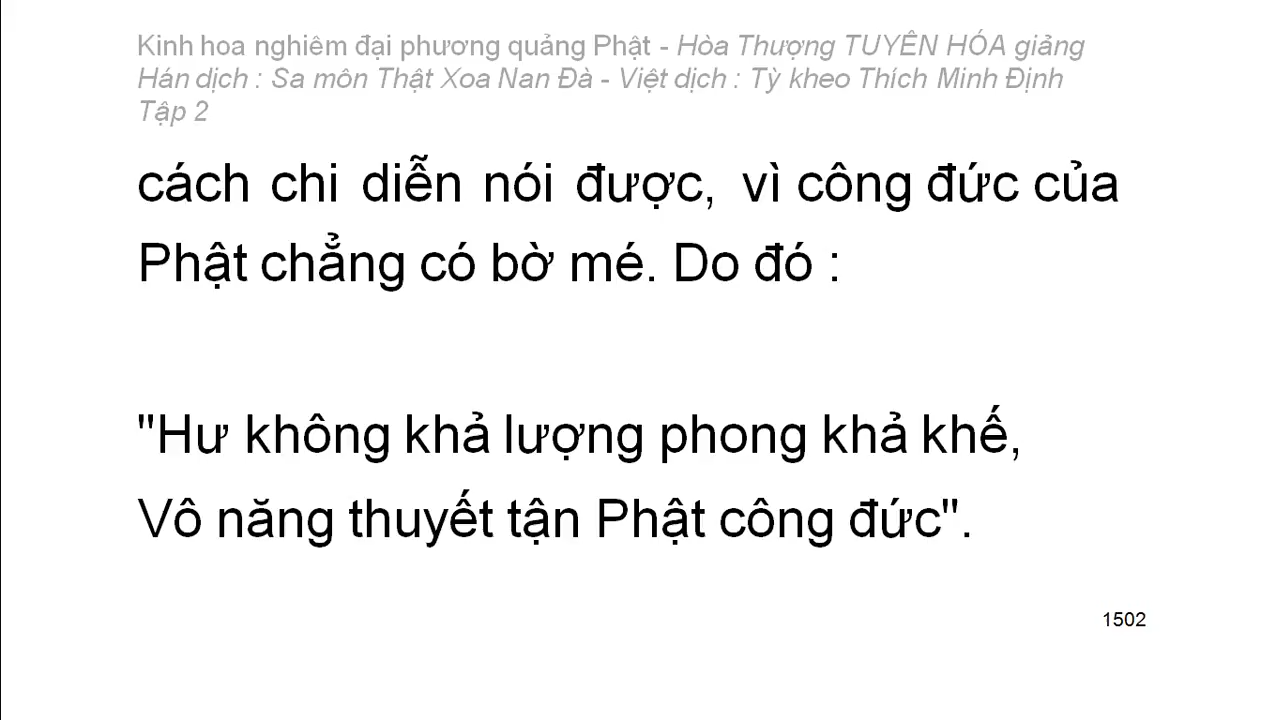 Kinh hoa nghiêm đại phương quảng Phật - Hòa Thượng TUYÊN HÓA giảng
Hán dịch : Sa môn Thật Xoa Nan Đà - Việt dịch : Tỳ kheo Thích Minh Định
Tập 2
cách chi diễn nói được, vì công đức của
Phật chẳng có bờ mé. Do đó :
"Hư không khả lượng phong khả khế,
Vô năng thuyết tận Phật công đức".
1502